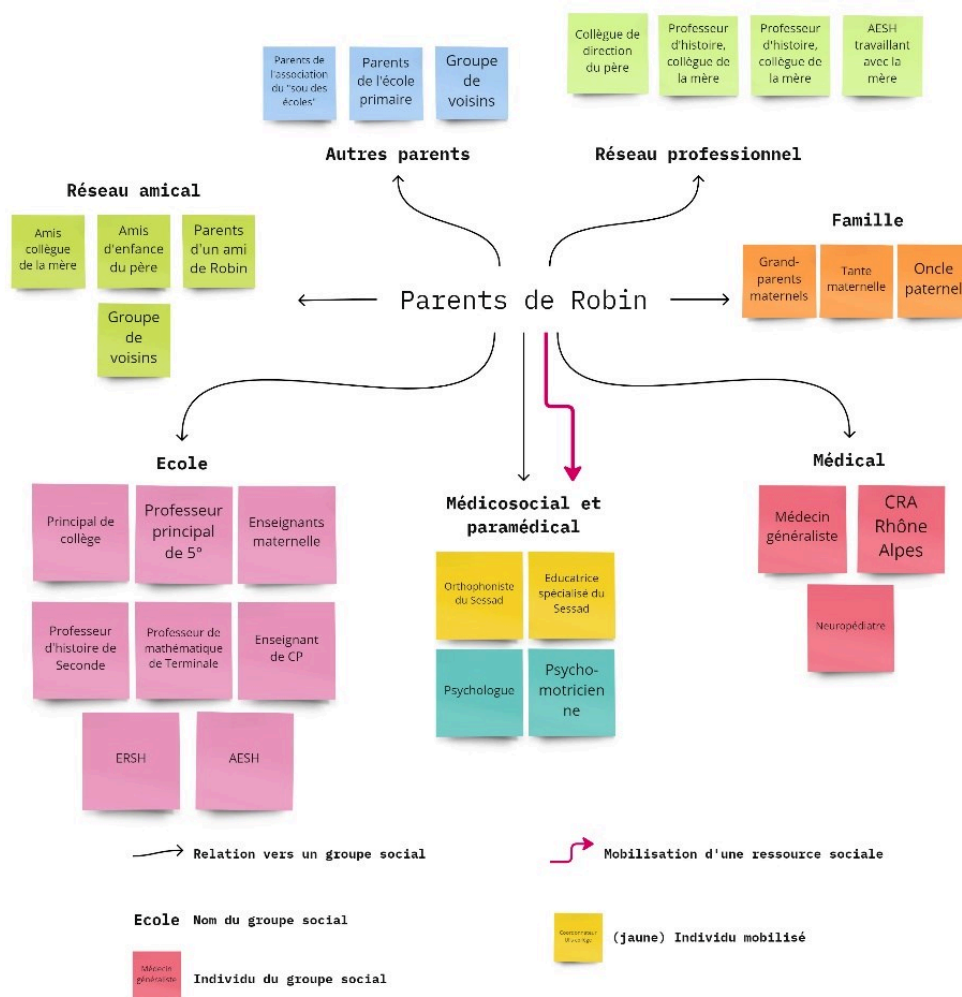 Collègue de
direction
du père
Professeur
d'histoire,
collègue de
la mère
Professeur
d'histoire,
collègue de
la mère
AESH
travaillant
avec la
mère
Parents de
l'association
du "sou des
écoles"
Parents
de l'école
primaire
Groupe
de
voisins
Autres parents
Réseau professionnel
Réseau amical
Amis
collègue
de la mère
Amis
d'enfance
du père
Parents
d'un ami
de Robin
Groupe
de
voisins
Famille
Grand-
parents
maternels
Tante
maternelle
Oncle
paternel
Parents de Robin
Ecole
Principal de
collège
Professeur
principal
de 5°
Enseignants
maternelle
Professeur
d'histoire de
Seconde
Professeur de
mathématique
de Terminale
Enseignant
de CP
ERSH
AESH
Médicosocial et
paramédical
Orthophoniste
du Sessad
Educatrice
spécialisé du
Sessad
Psychologue
Psycho-
motricien
ne
Médical
Médecin
généraliste
CRA
Rhône
Alpes
Neuropédiatre
Relation vers un groupe social
Mobilisation d'une ressource sociale
Ecole Nom du groupe social
(jaune) Individu mobilisé
Médecin
généraliste
Individu du groupe social